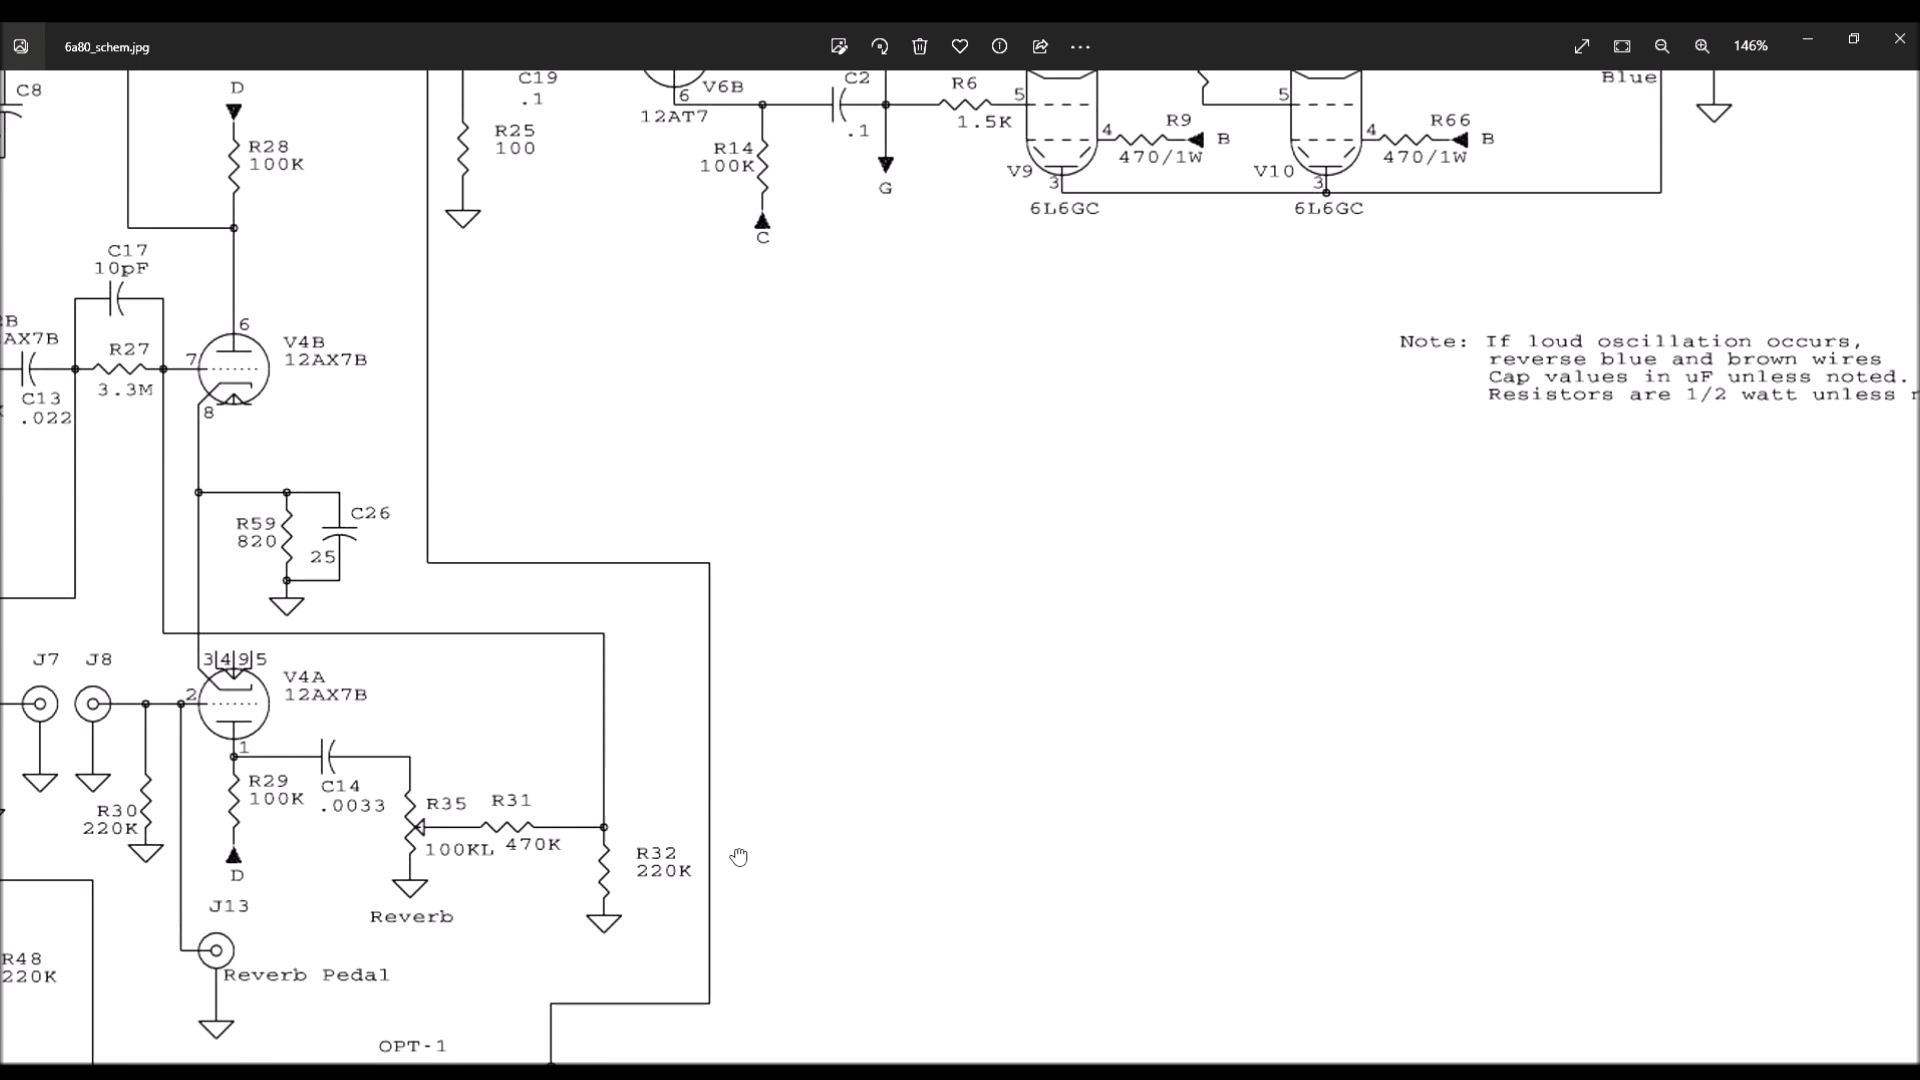 6a80_schem.jpg
146%
C8
D
R28
100K
C19
.1
R25
100
V6B
6
12AT7
C2
.1
R14
100K
C
G
R6
1.5K
5
4
R9
470/1W
B
V9
3
6L6GC
5
4
R66
470/1W
B
V10
3
6L6GC
Blue
C17
10pF
R27
3.3M
C13
.022
AX7B
6
7
8
V4B
12AX7B
Note: If loud oscillation occurs,
reverse blue and brown wires
Cap values in uF unless noted.
Resistors are 1/2 watt unless
R59
820
C26
25
J7
J8
3 4 9 5
2
V4A
12AX7B
1
R29
100K
D
C14
.0033
R30
220K
R35
100KL
R31
470K
R32
220K
Reverb
J13
Reverb Pedal
R48
220K
OPT-1